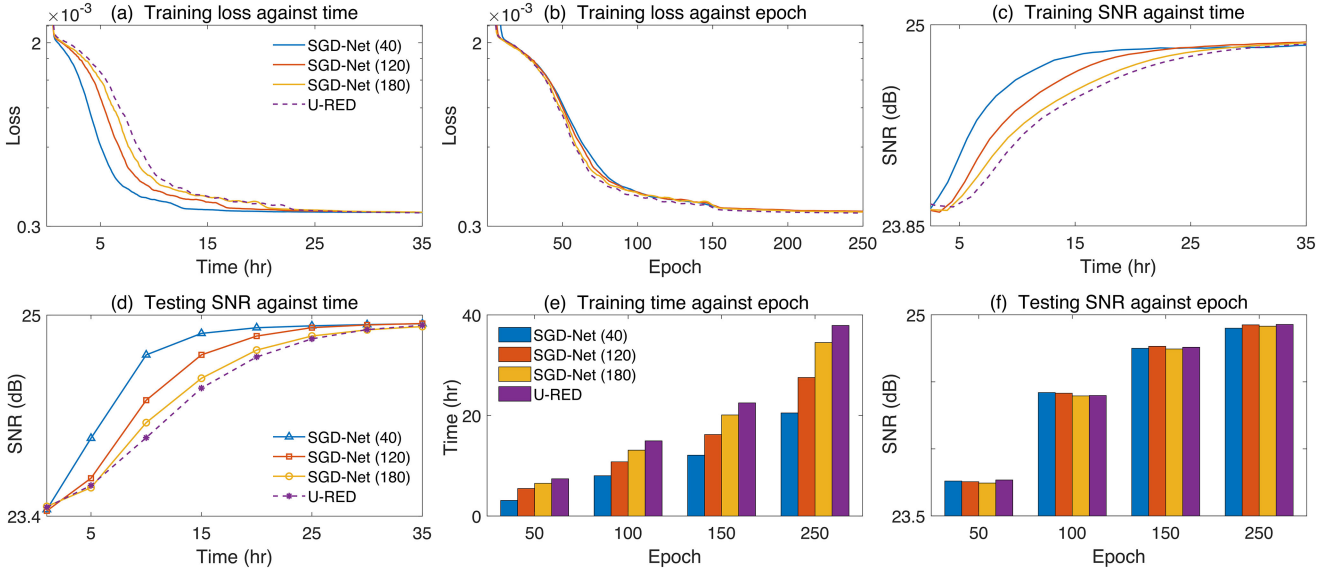 (a) Training loss against time
×10⁻³
2
0.3
Loss
5 15 25 35
Time (hr)
SGD-Net (40)
SGD-Net (120)
SGD-Net (180)
U-RED
(b) Training loss against epoch
×10⁻³
2
0.3
Loss
50 100 150 200 250
Epoch
(c) Training SNR against time
25
23.85
SNR (dB)
5 15 25 35
Time (hr)
(d) Testing SNR against time
25
23.4
SNR (dB)
5 15 25 35
Time (hr)
SGD-Net (40)
SGD-Net (120)
SGD-Net (180)
U-RED
(e) Training time against epoch
40
20
0
Time (hr)
50 100 150 250
Epoch
SGD-Net (40)
SGD-Net (120)
SGD-Net (180)
U-RED
(f) Testing SNR against epoch
25
23.5
SNR (dB)
50 100 150 250
Epoch